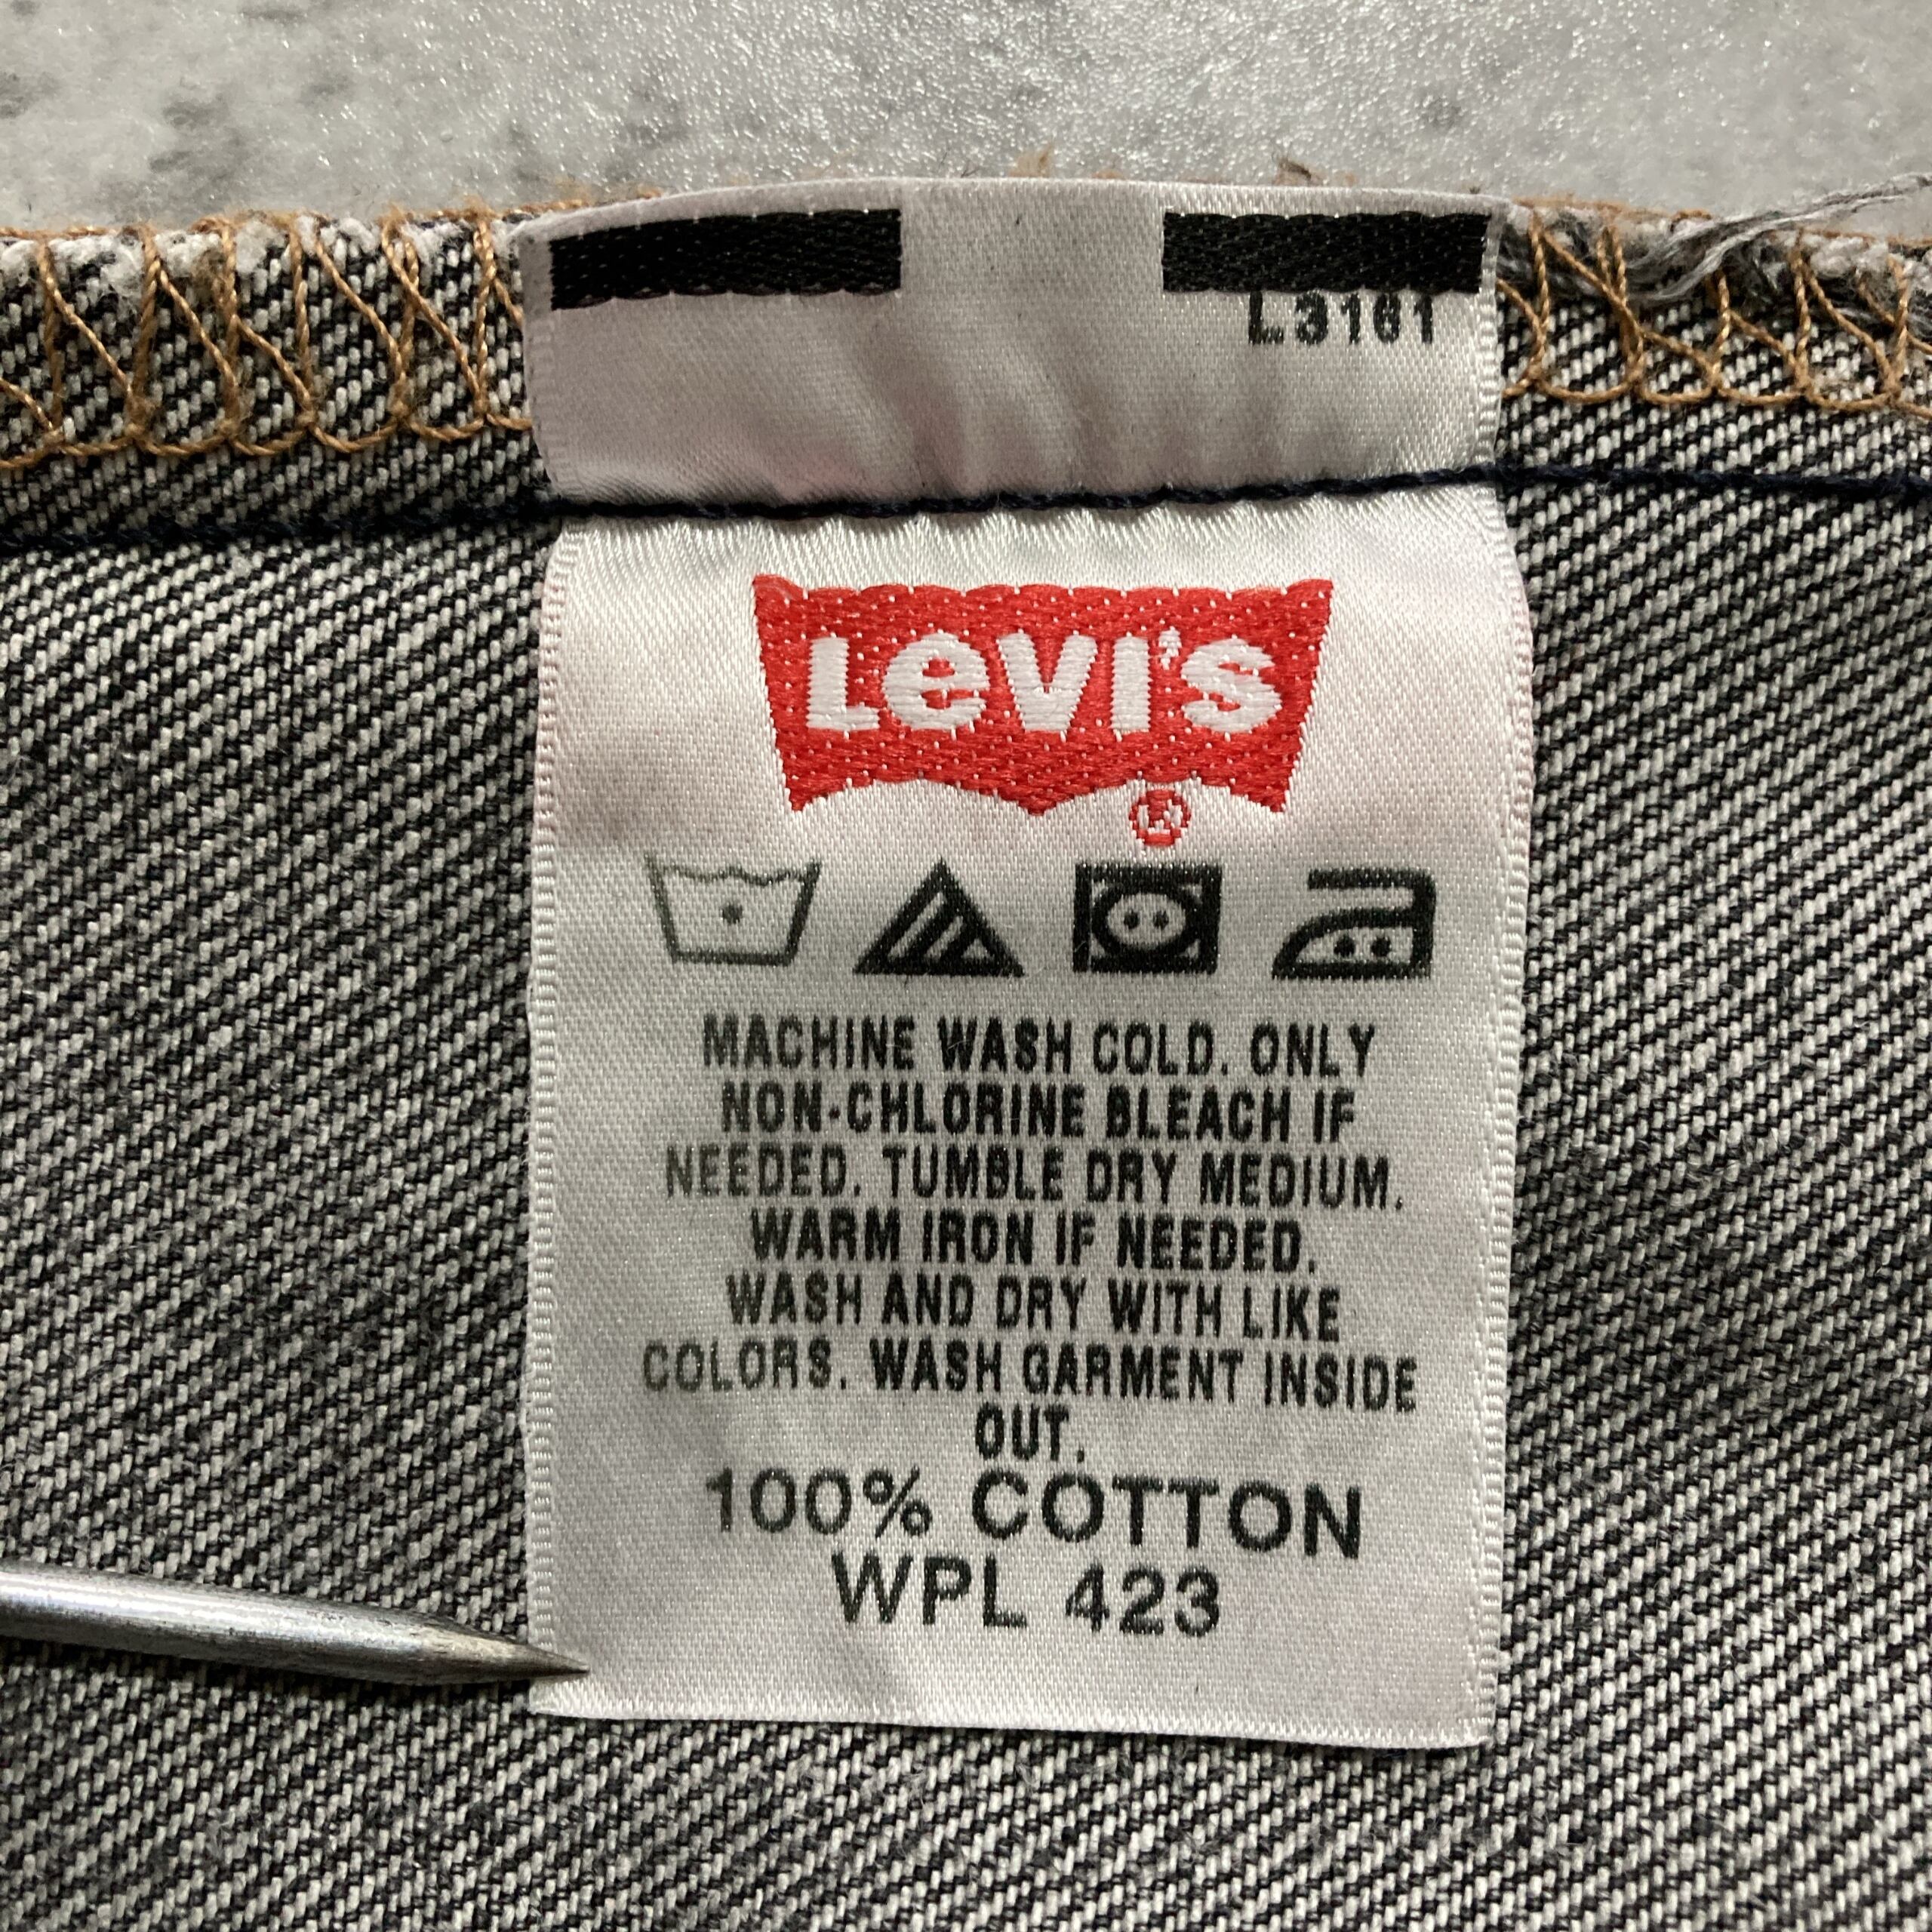 L3161
LEVI'S
®
MACHINE WASH COLD. ONLY
NON-CHLORINE BLEACH IF
NEEDED. TUMBLE DRY MEDIUM.
WARM IRON IF NEEDED.
WASH AND DRY WITH LIKE
COLORS. WASH GARMENT INSIDE
OUT.
100% COTTON
WPL 423